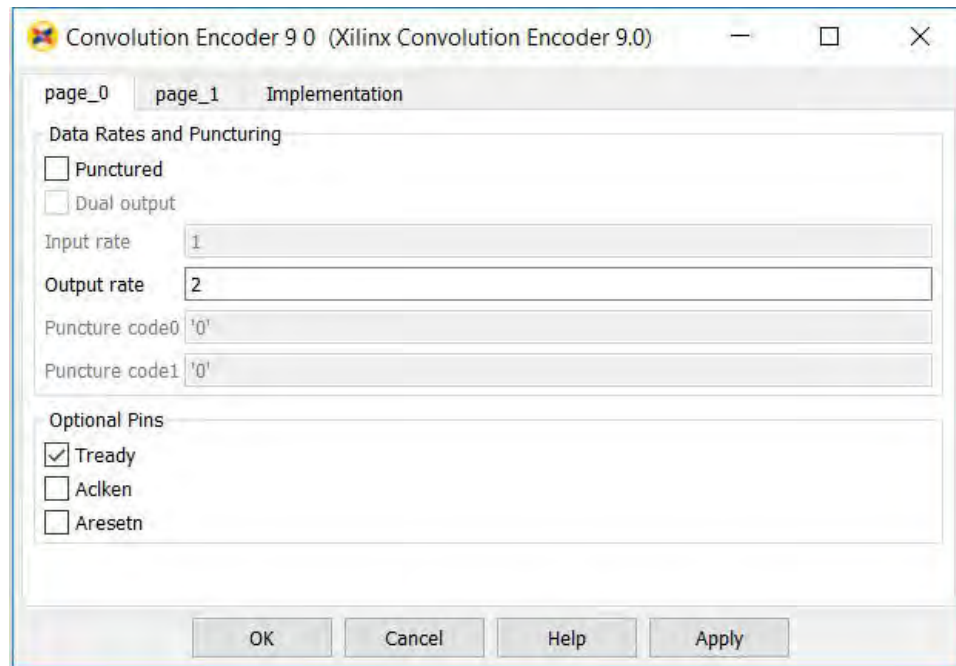 Convolution Encoder 9 0 (Xilinx Convolution Encoder 9.0)
page_0 page_1 Implementation
Data Rates and Puncturing
Punctured
Dual output
Input rate 1
Output rate 2
Puncture code0 '0'
Puncture code1 '0'
Optional Pins
Tready
Aclken
Aresetn
OK Cancel Help Apply